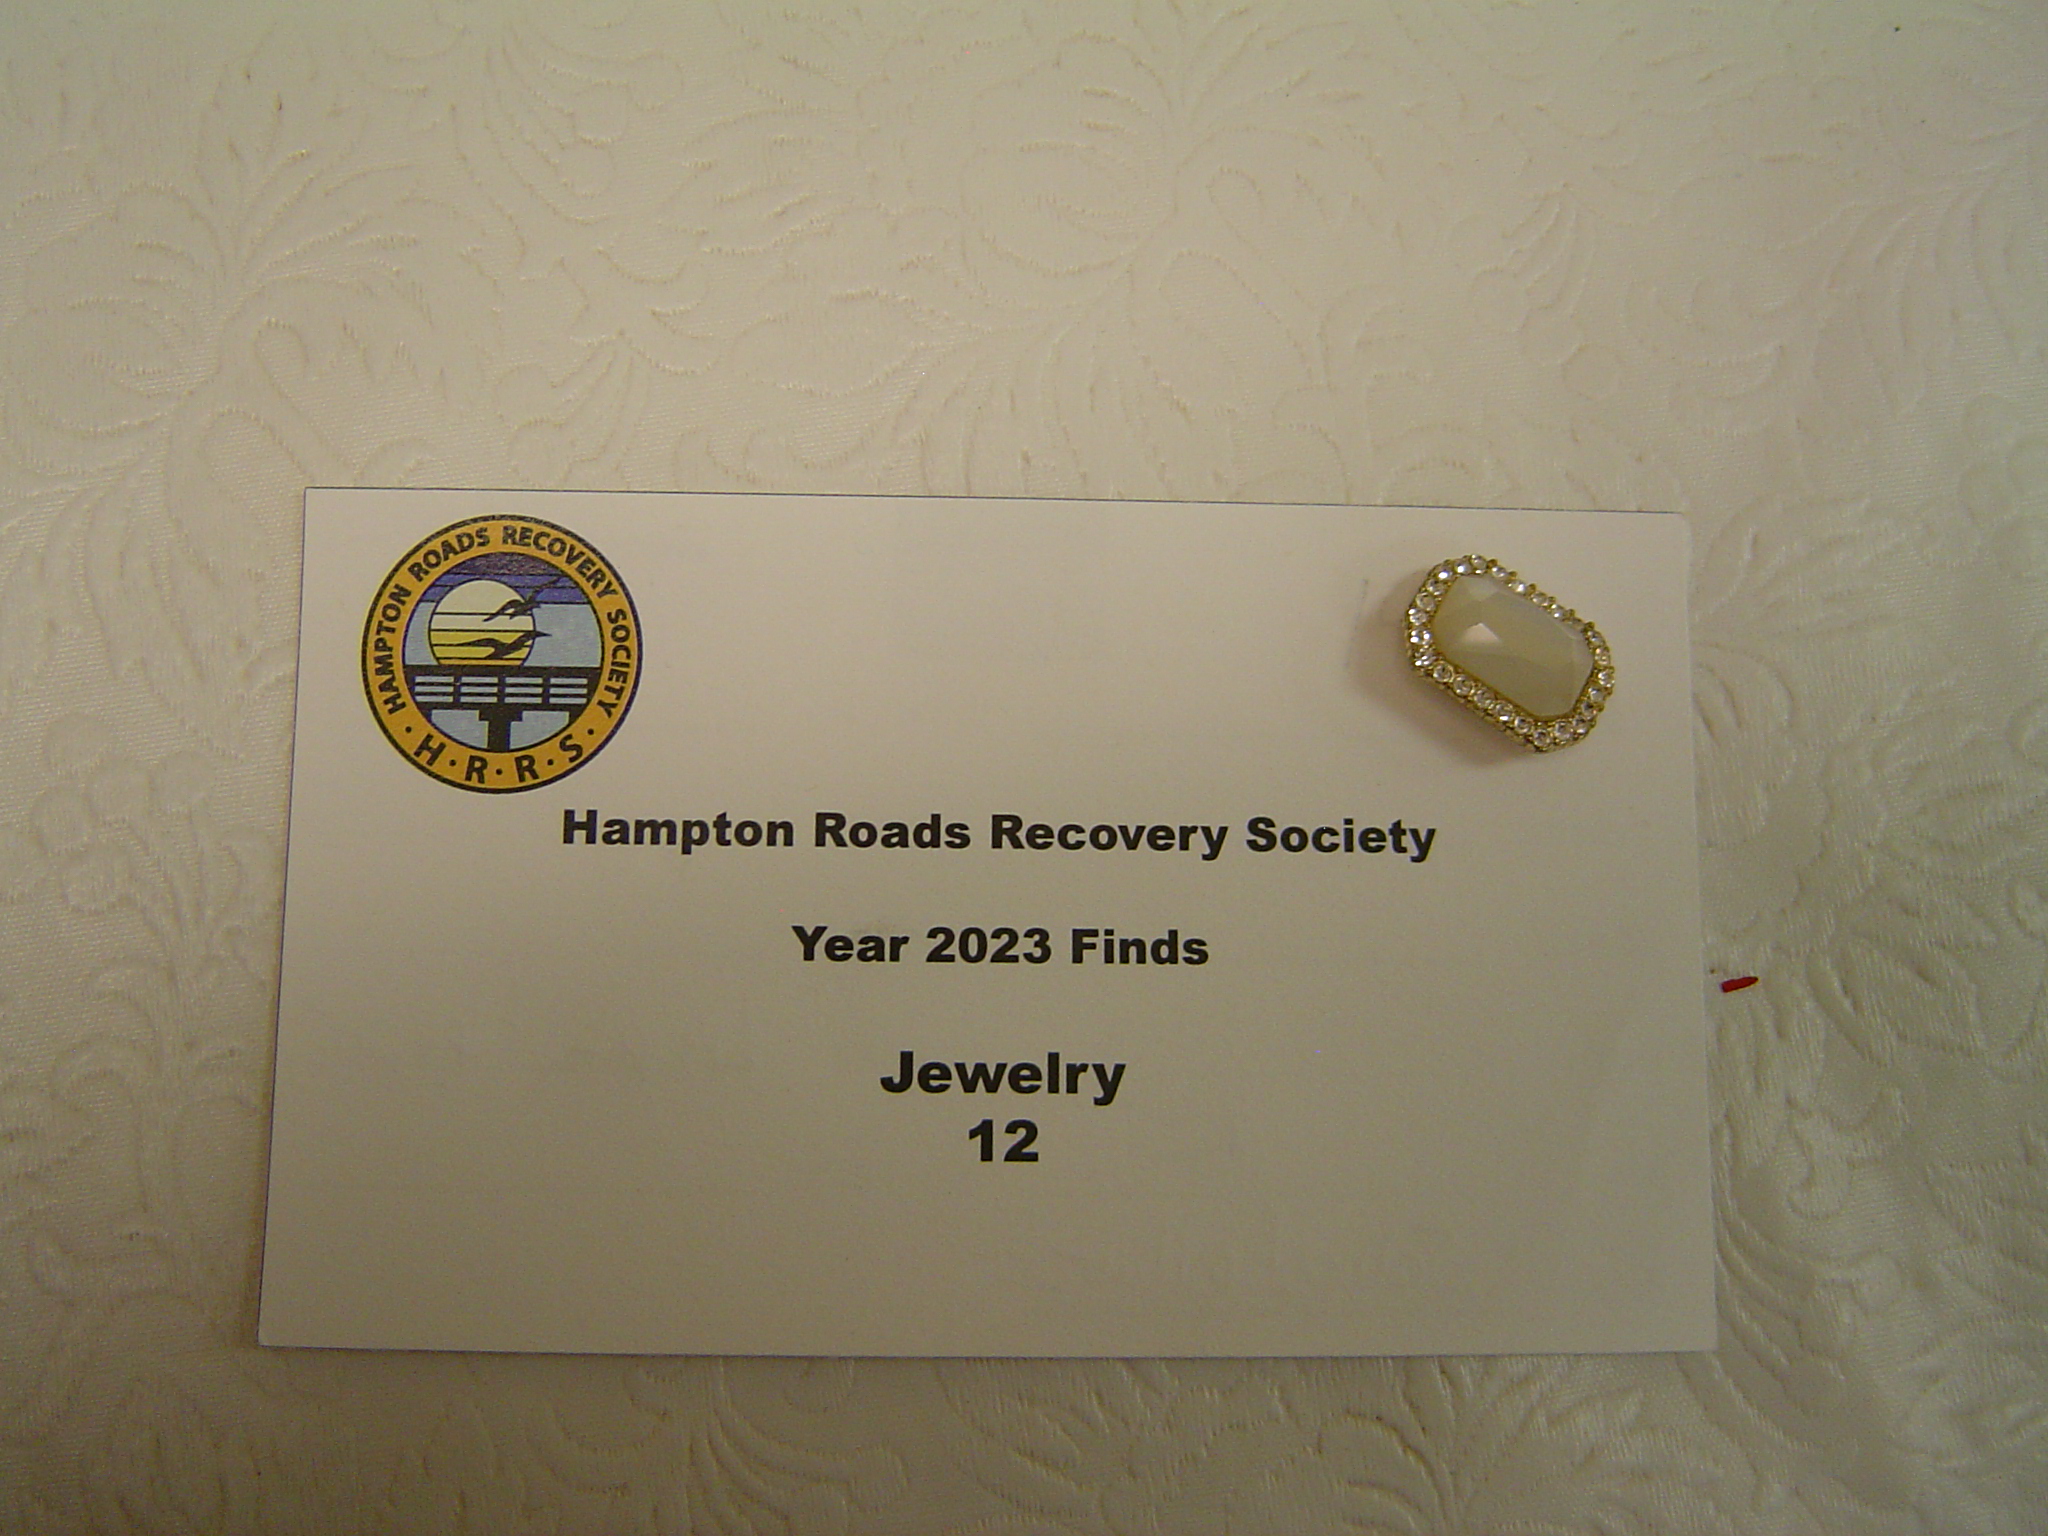 HAMPTON ROADS RECOVERY SOCIETY
· H · R · R · S ·
Hampton Roads Recovery Society
Year 2023 Finds
Jewelry
12